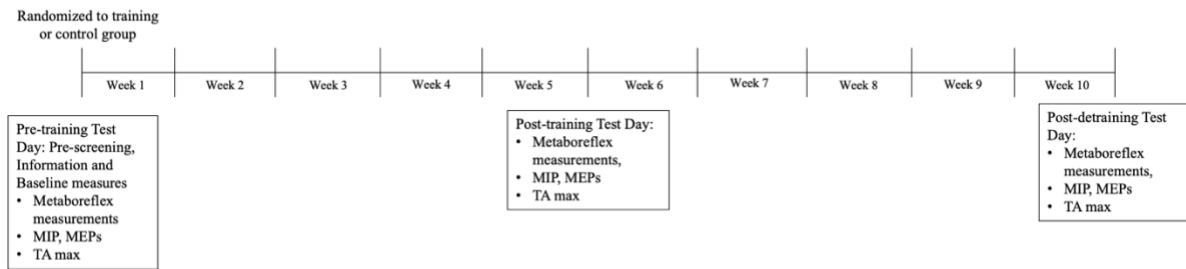 Randomized to training
or control group
Week 1
Week 2
Week 3
Week 4
Week 5
Week 6
Week 7
Week 8
Week 9
Week 10
Pre-training Test
Day: Pre-screening,
Information and
Baseline measures
• Metaboreflex
measurements
• MIP, MEPs
• TA max
Post-training Test Day:
• Metaboreflex
measurements,
• MIP, MEPs
• TA max
Post-detraining Test
Day:
• Metaboreflex
measurements,
• MIP, MEPs
• TA max